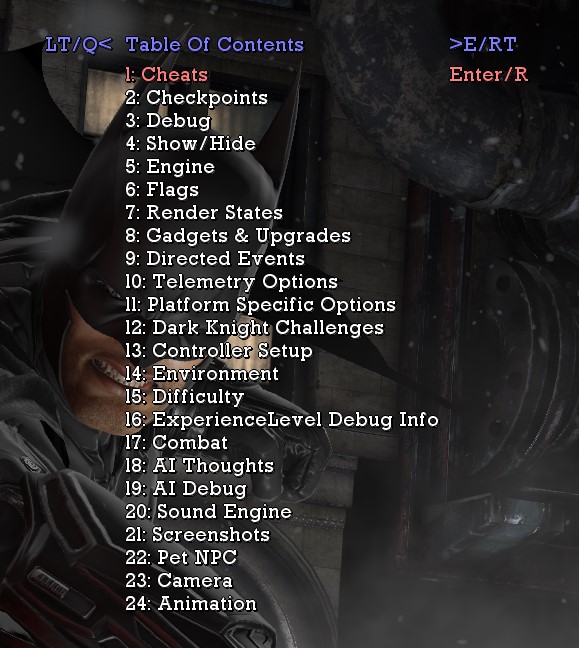 LT/Q< Table Of Contents >E/RT
1: Cheats Enter/R
2: Checkpoints
3: Debug
4: Show/Hide
5: Engine
6: Flags
7: Render States
8: Gadgets & Upgrades
9: Directed Events
10: Telemetry Options
11: Platform Specific Options
12: Dark Knight Challenges
13: Controller Setup
14: Environment
15: Difficulty
16: ExperienceLevel Debug Info
17: Combat
18: AI Thoughts
19: AI Debug
20: Sound Engine
21: Screenshots
22: Pet NPC
23: Camera
24: Animation